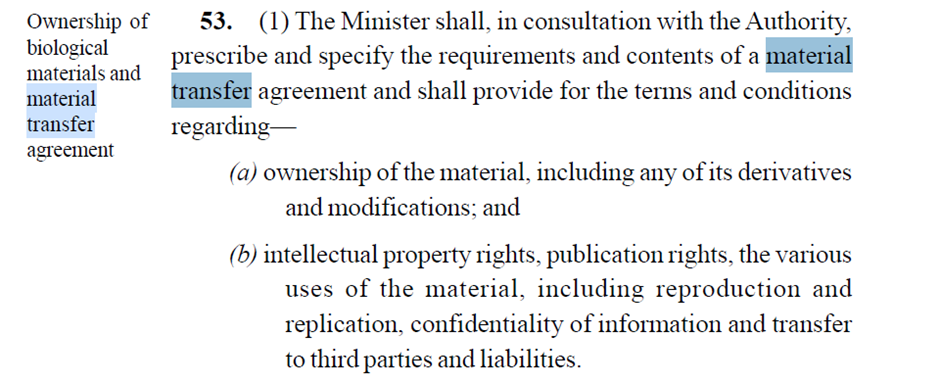 Ownership of
biological
materials and
material
transfer
agreement
53. (1) The Minister shall, in consultation with the Authority,
prescribe and specify the requirements and contents of a material
transfer agreement and shall provide for the terms and conditions
regarding—
(a) ownership of the material, including any of its derivatives
and modifications; and
(b) intellectual property rights, publication rights, the various
uses of the material, including reproduction and
replication, confidentiality of information and transfer
to third parties and liabilities.